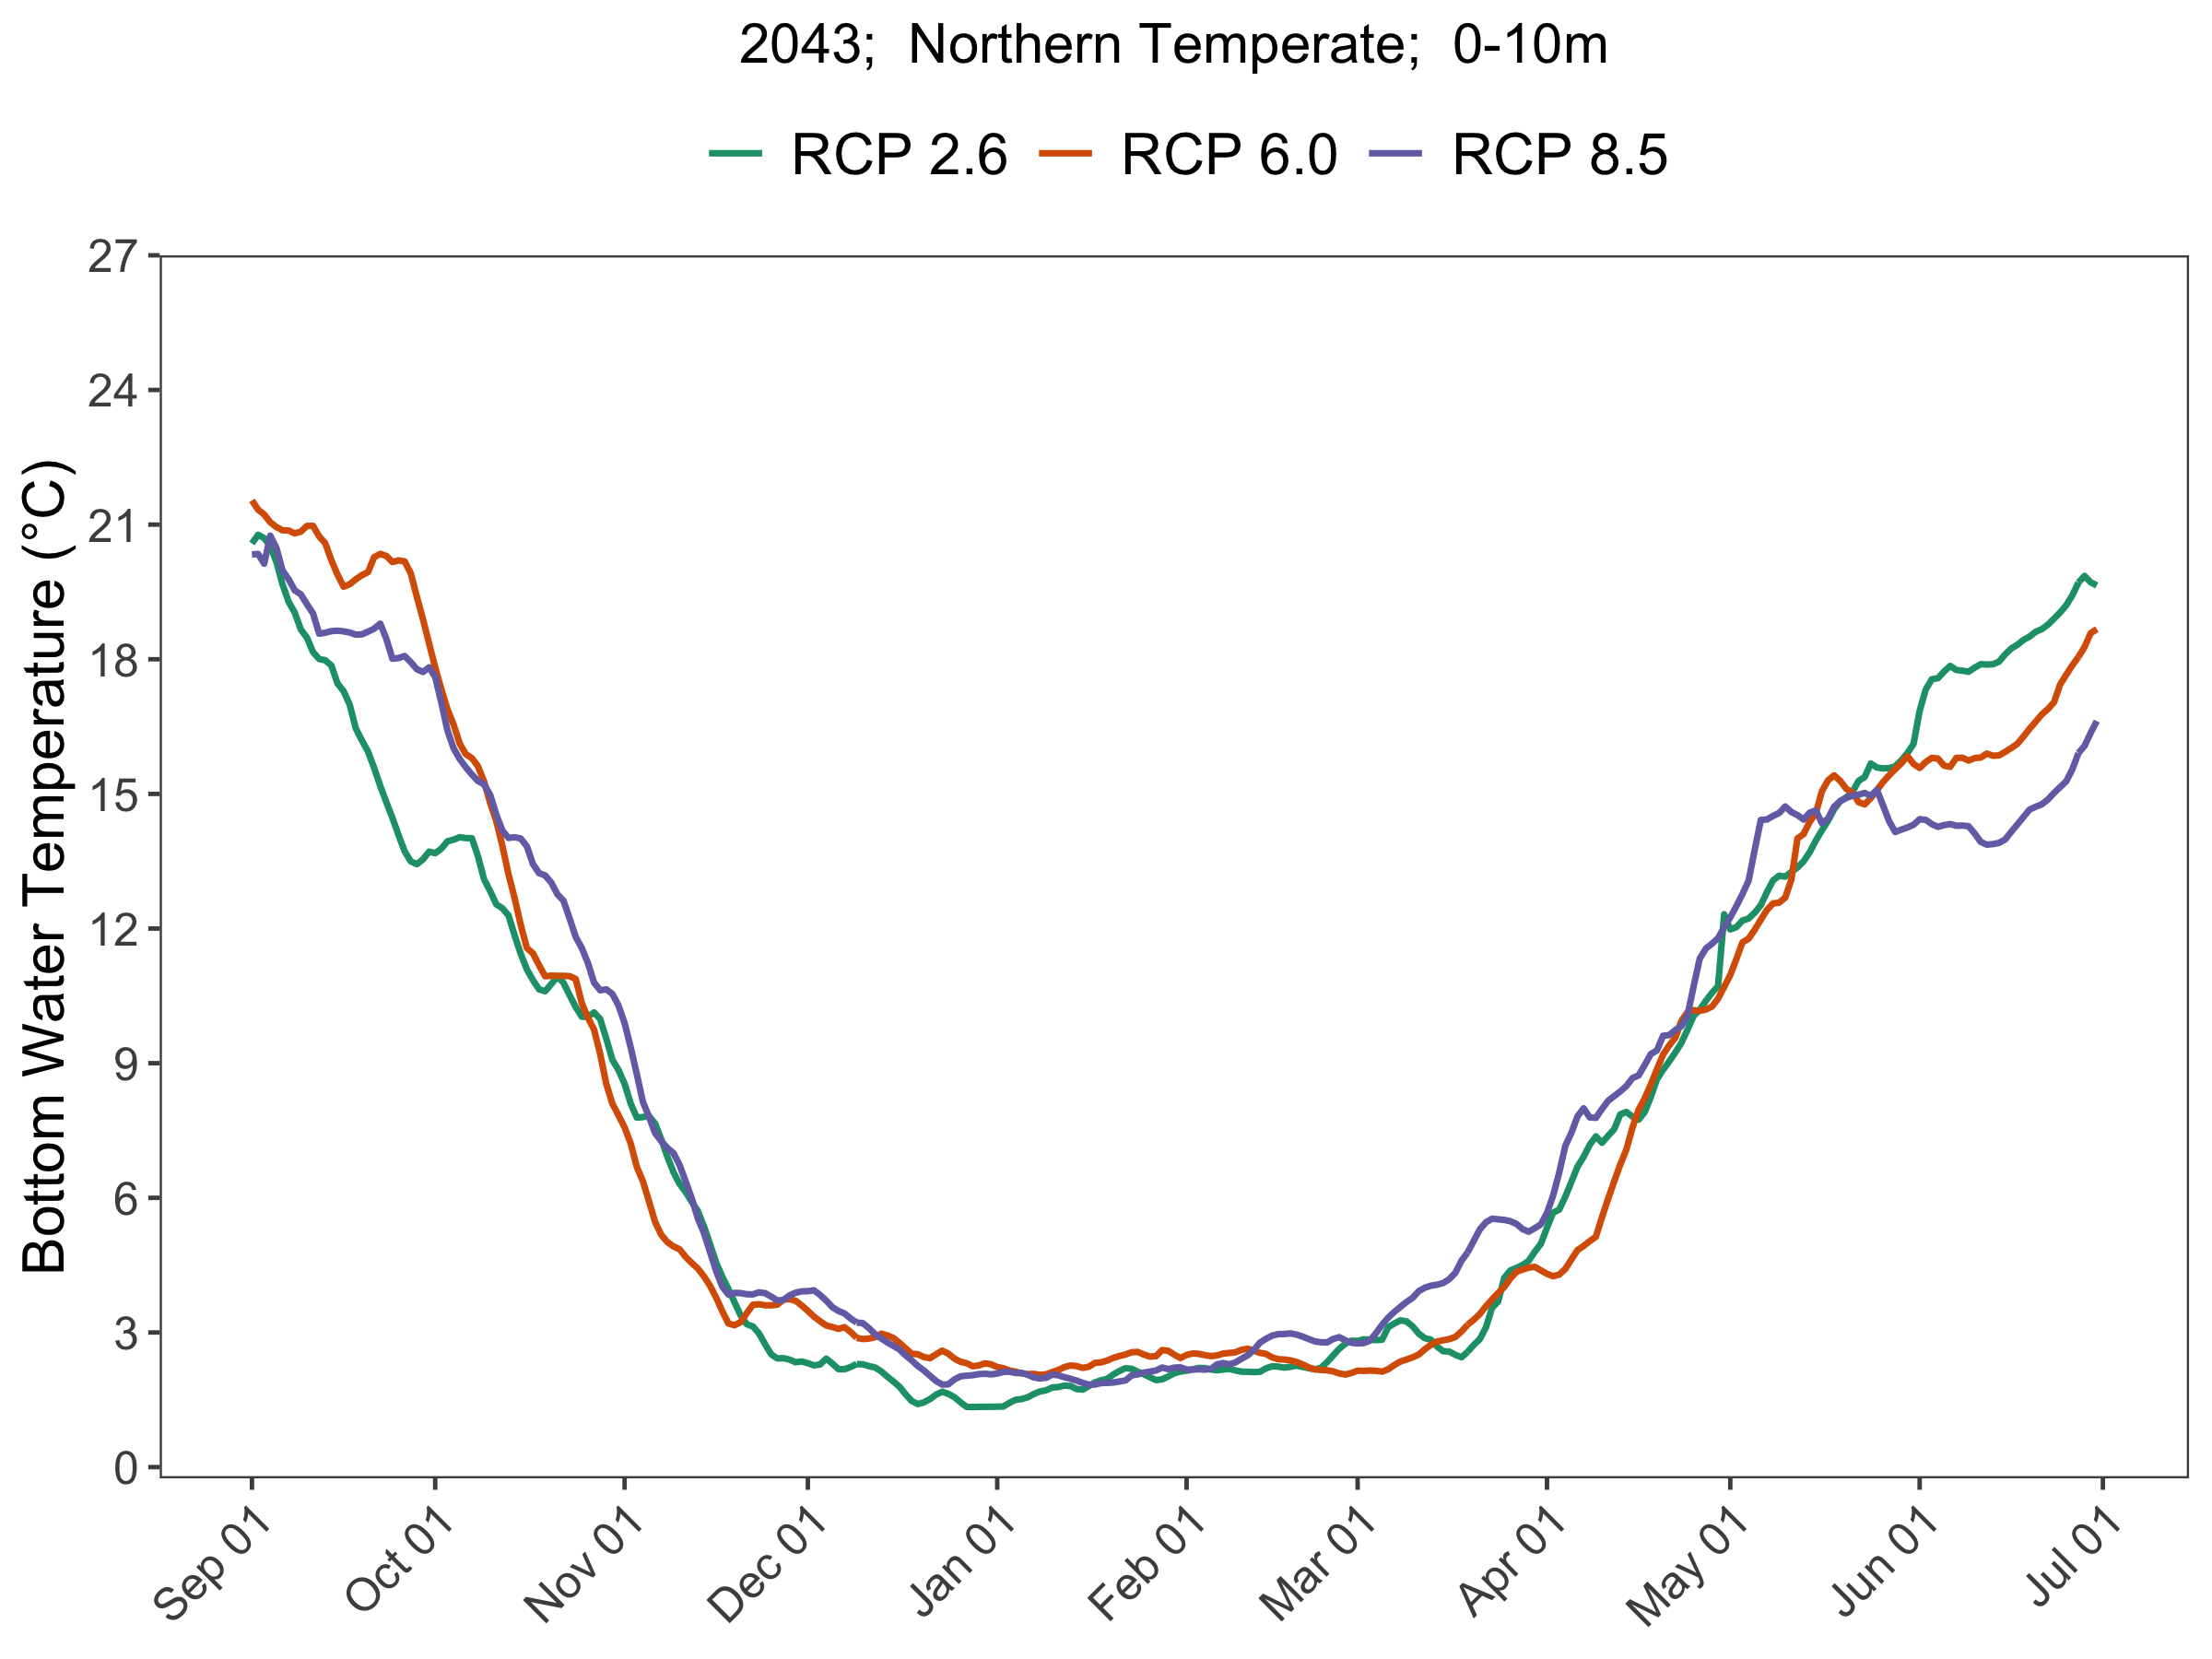 2043;  Northern Temperate;  0-10m
RCP 2.6 RCP 6.0 RCP 8.5
Bottom Water Temperature (°C)
27
24
21
18
15
12
9
6
3
0
Sep 01 Oct 01 Nov 01 Dec 01 Jan 01 Feb 01 Mar 01 Apr 01 May 01 Jun 01 Jul 01